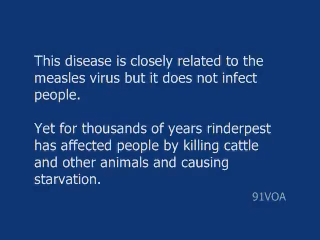 This disease is closely related to the
measles virus but it does not infect
people.
Yet for thousands of years rinderpest
has affected people by killing cattle
and other animals and causing
starvation.
91VOA